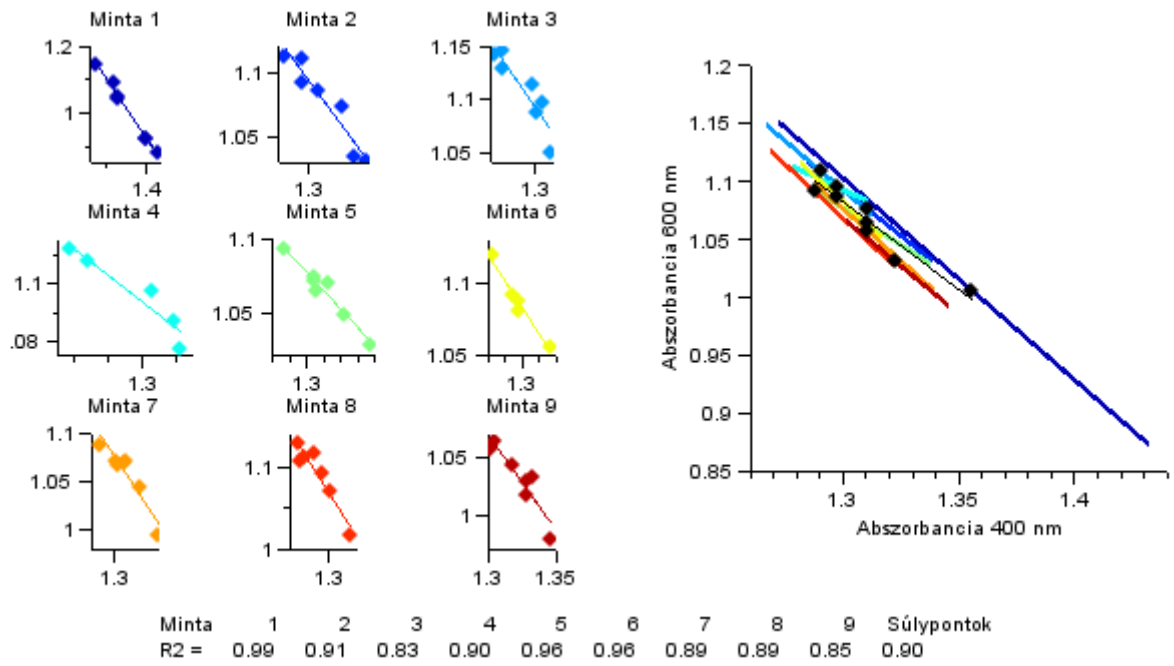 Minta 1
Minta 2
Minta 3
1.2
1
1.4
1.1
1.05
1.3
1.15
1.1
1.05
1.3
Minta 4
Minta 5
Minta 6
1.1
.08
1.3
1.1
1.05
1.3
1.1
1.05
1.3
Minta 7
Minta 8
Minta 9
1.1
1.05
1
1.3
1.1
1
1.3
1.05
1
1.3 1.35
1.2
1.15
1.1
1.05
1
0.95
0.9
0.85
Abszorbancia 600 nm
1.3 1.35 1.4
Abszorbancia 400 nm
Minta 1 2 3 4 5 6 7 8 9 Súlypontok
R2 = 0.99 0.91 0.83 0.90 0.96 0.96 0.89 0.89 0.85 0.90